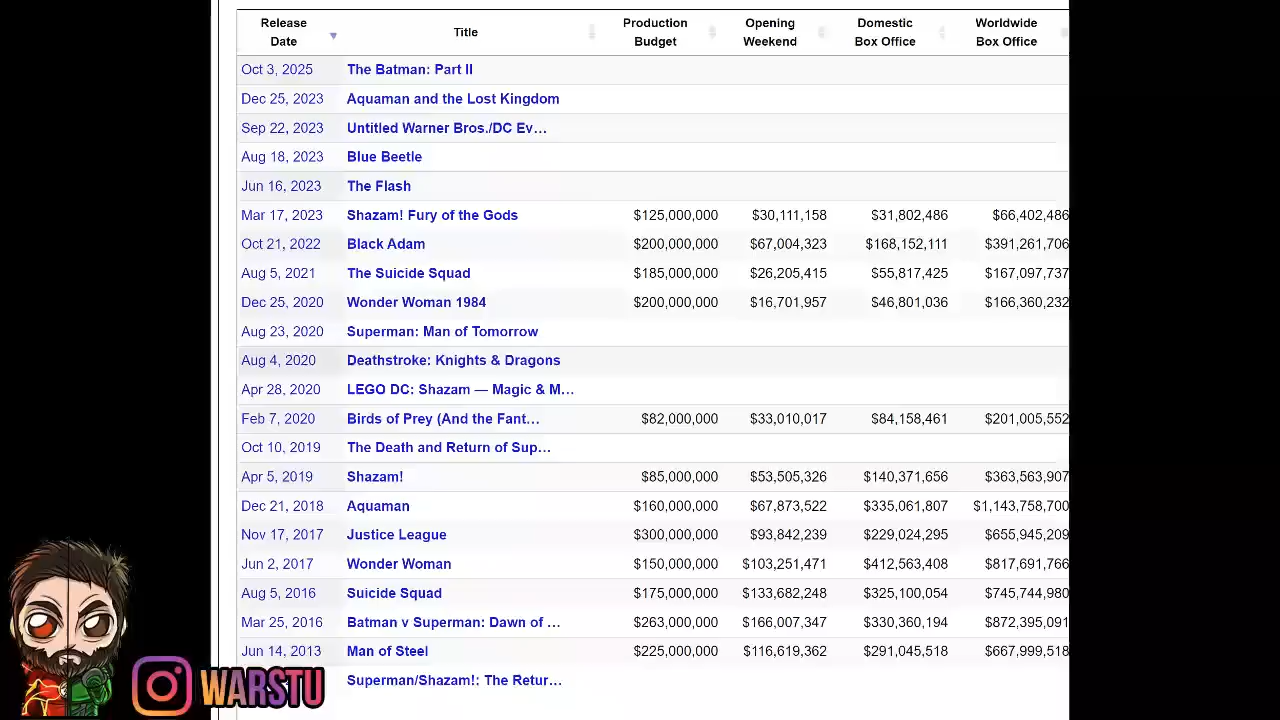 Release Date Title Production Budget Opening Weekend Domestic Box Office Worldwide Box Office
Oct 3, 2025 The Batman: Part II
Dec 25, 2023 Aquaman and the Lost Kingdom
Sep 22, 2023 Untitled Warner Bros./DC Ev…
Aug 18, 2023 Blue Beetle
Jun 16, 2023 The Flash
Mar 17, 2023 Shazam! Fury of the Gods $125,000,000 $30,111,158 $31,802,486 $66,402,486
Oct 21, 2022 Black Adam $200,000,000 $67,004,323 $168,152,111 $391,261,706
Aug 5, 2021 The Suicide Squad $185,000,000 $26,205,415 $55,817,425 $167,097,737
Dec 25, 2020 Wonder Woman 1984 $200,000,000 $16,701,957 $46,801,036 $166,360,232
Aug 23, 2020 Superman: Man of Tomorrow
Aug 4, 2020 Deathstroke: Knights & Dragons
Apr 28, 2020 LEGO DC: Shazam — Magic & M…
Feb 7, 2020 Birds of Prey (And the Fant… $82,000,000 $33,010,017 $84,158,461 $201,005,552
Oct 10, 2019 The Death and Return of Sup…
Apr 5, 2019 Shazam! $85,000,000 $53,505,326 $140,371,656 $363,563,907
Dec 21, 2018 Aquaman $160,000,000 $67,873,522 $335,061,807 $1,143,758,700
Nov 17, 2017 Justice League $300,000,000 $93,842,239 $229,024,295 $655,945,209
Jun 2, 2017 Wonder Woman $150,000,000 $103,251,471 $412,563,408 $817,691,766
Aug 5, 2016 Suicide Squad $175,000,000 $133,682,248 $325,100,054 $745,744,980
Mar 25, 2016 Batman v Superman: Dawn of … $263,000,000 $166,007,347 $330,360,194 $872,395,091
Jun 14, 2013 Man of Steel $225,000,000 $116,619,362 $291,045,518 $667,999,518
Superman/Shazam!: The Retur…
WARSTU